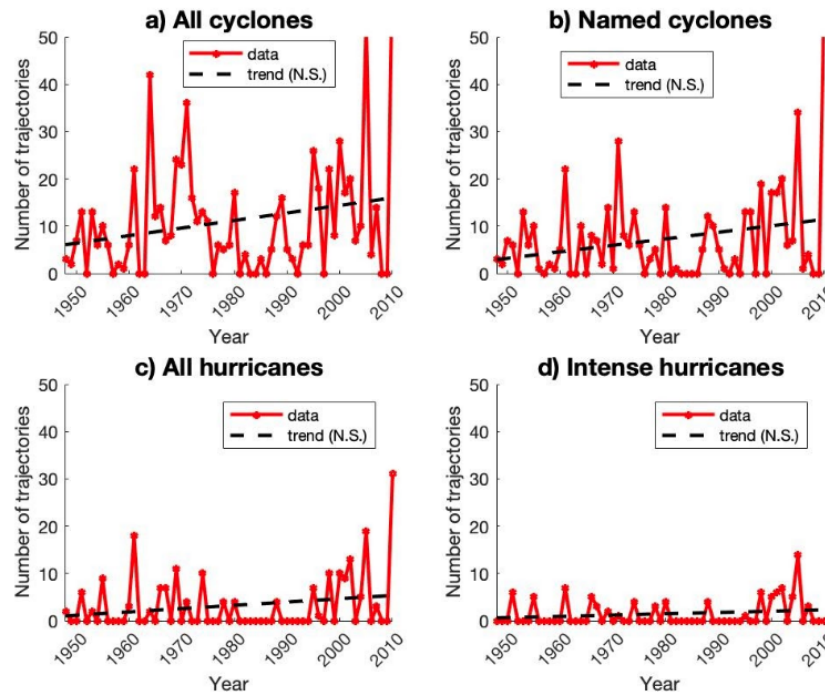 a) All cyclones
data
trend (N.S.)
Number of trajectories
50
40
30
20
10
0
1950
1960
1970
1980
1990
2000
2010
Year
b) Named cyclones
data
trend (N.S.)
Number of trajectories
50
40
30
20
10
0
1950
1960
1970
1980
1990
2000
2010
Year
c) All hurricanes
data
trend (N.S.)
Number of trajectories
50
40
30
20
10
0
1950
1960
1970
1980
1990
2000
2010
Year
d) Intense hurricanes
data
trend (N.S.)
Number of trajectories
50
40
30
20
10
0
1950
1960
1970
1980
1990
2000
2010
Year